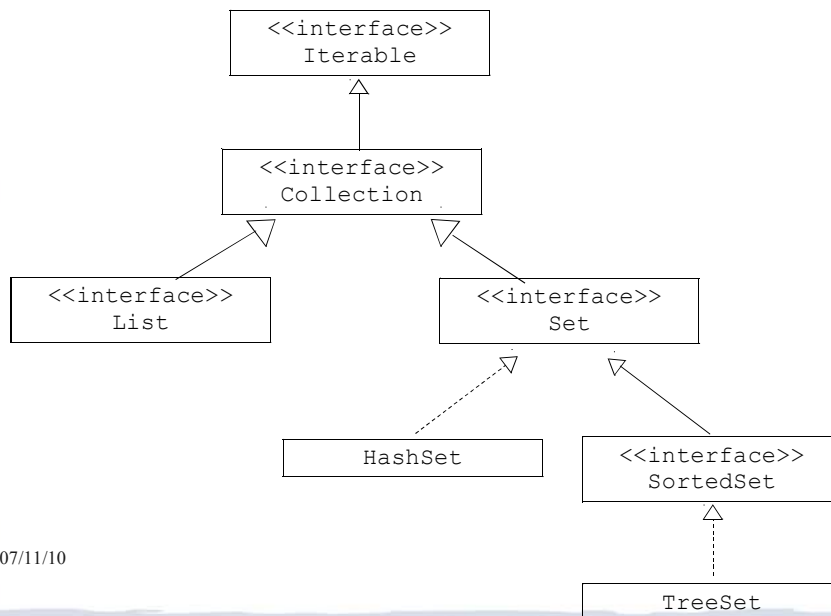 <<interface>>
Iterable
<<interface>>
Collection
<<interface>>
List
<<interface>>
Set
HashSet
<<interface>>
SortedSet
07/11/10
TreeSet